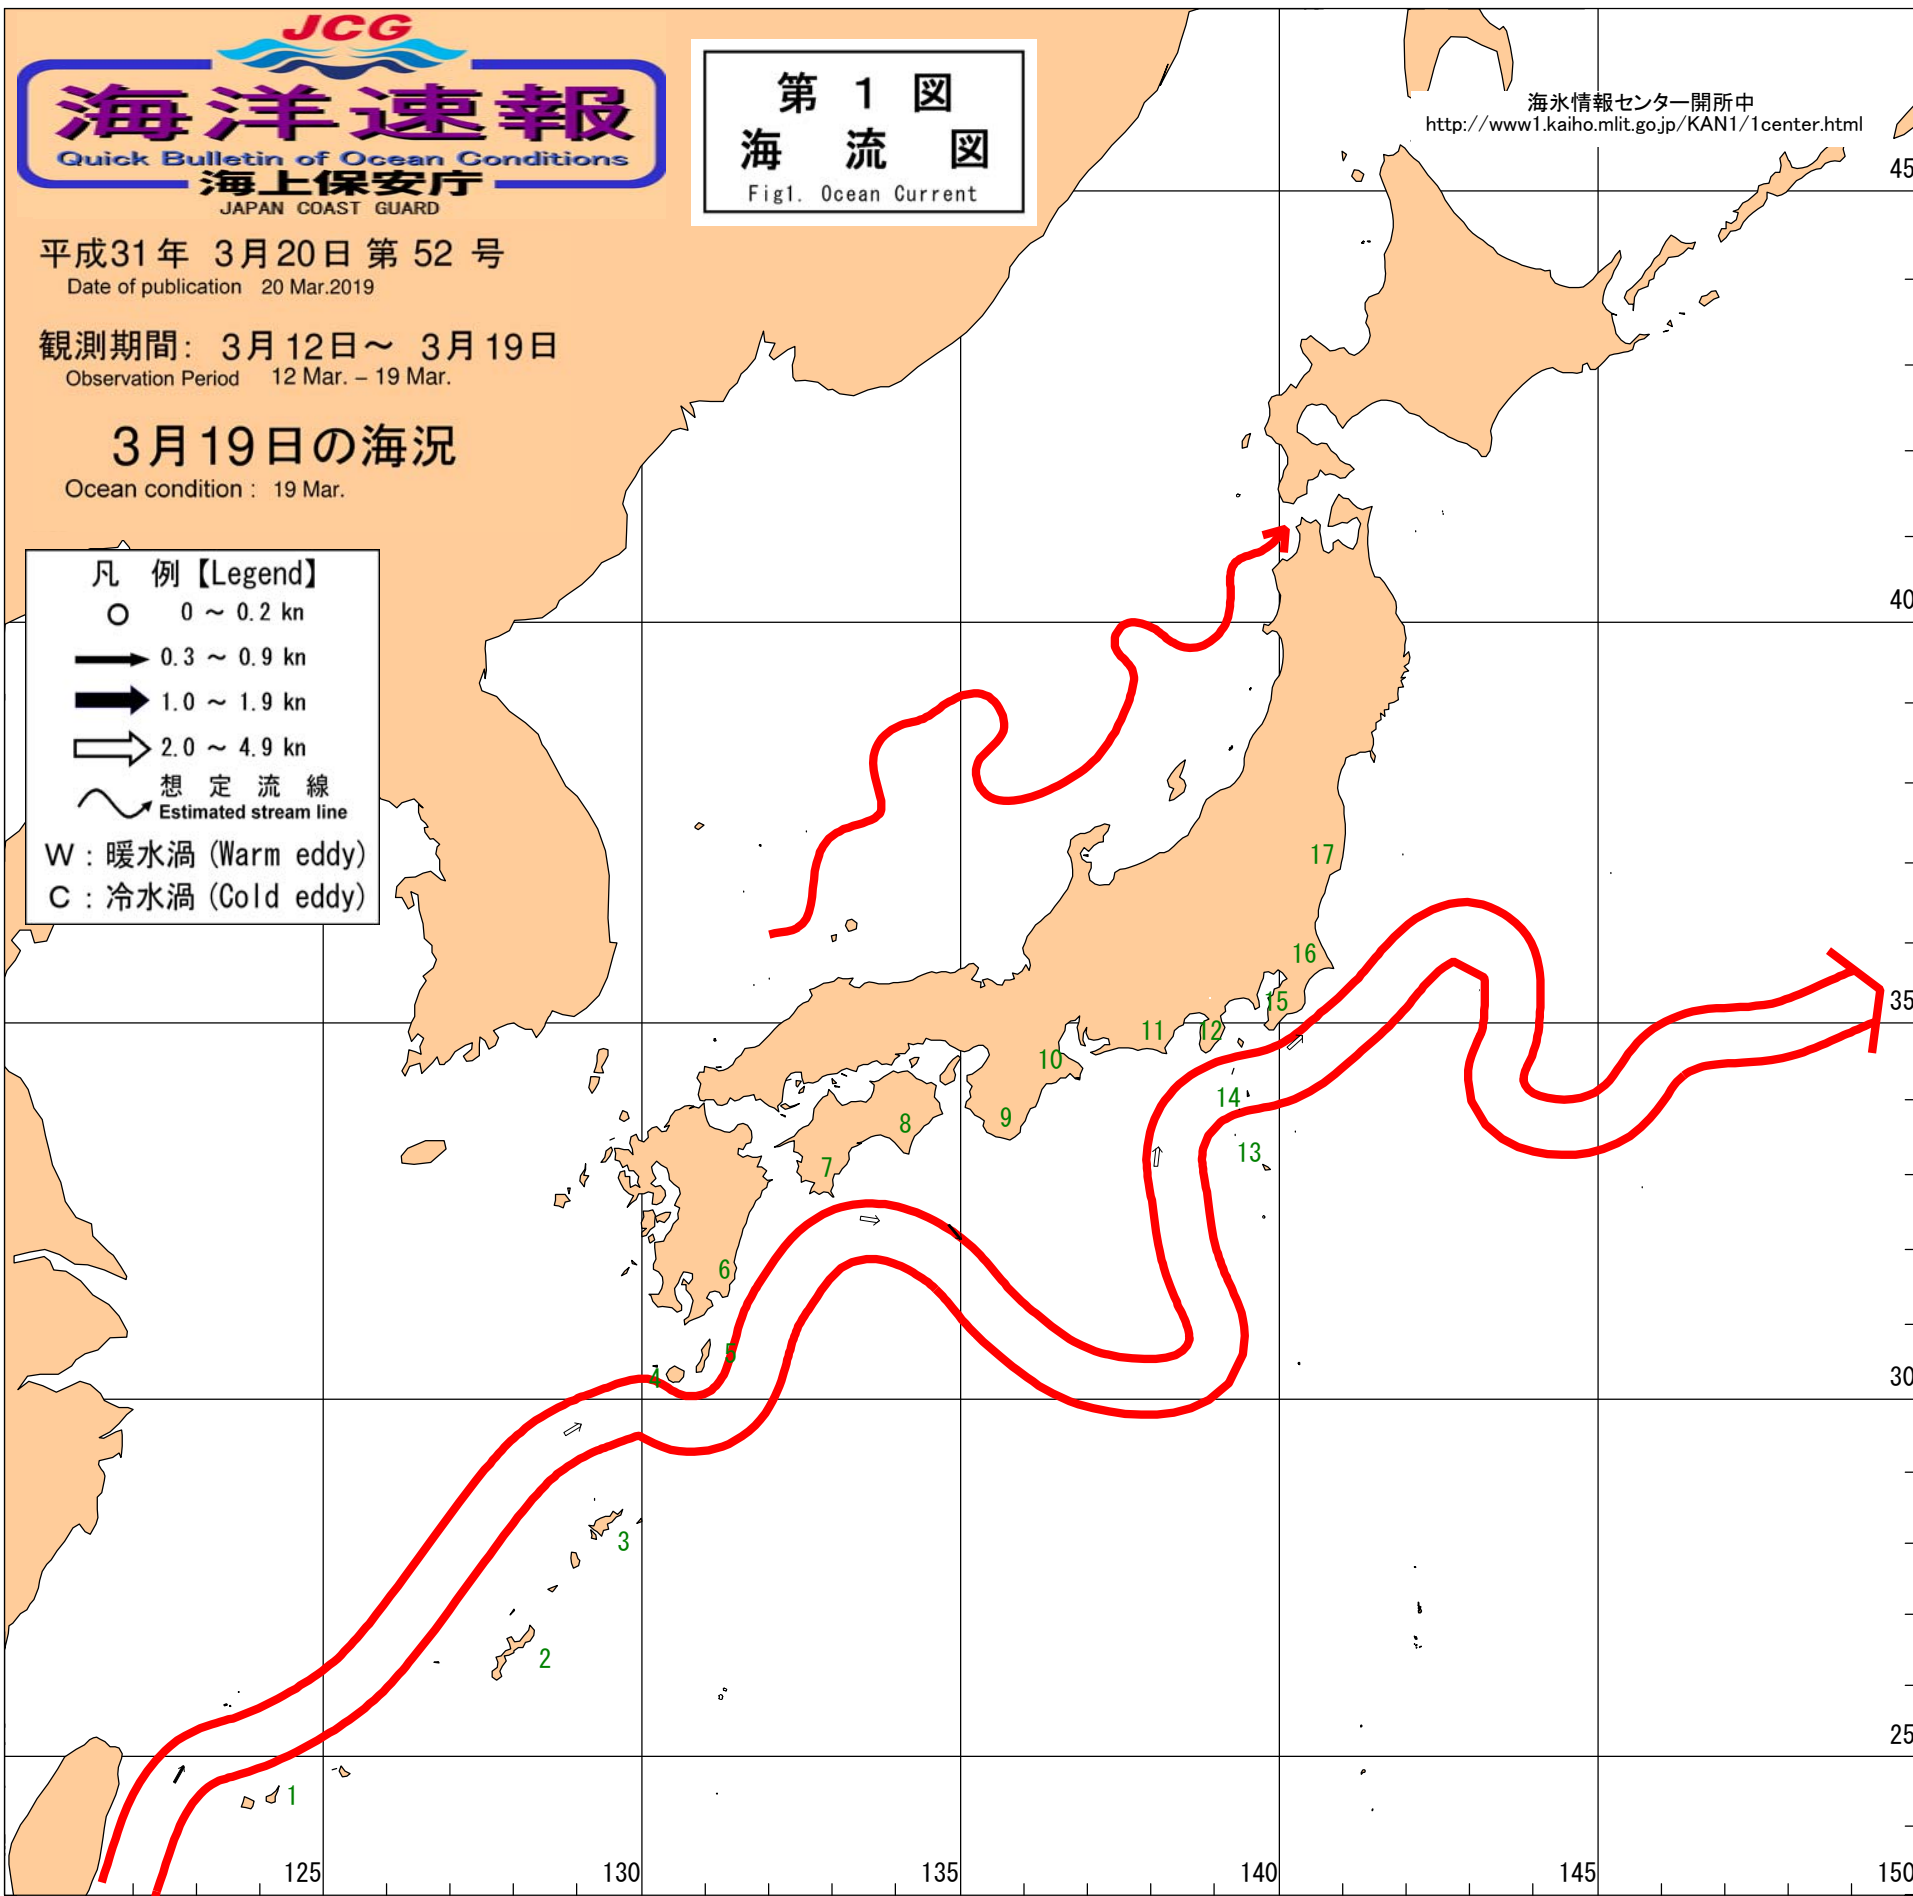 JCG
海洋速報
Quick Bulletin of Ocean Conditions
海上保安庁
JAPAN COAST GUARD
第 1 図
海 流 図
Fig1. Ocean Current
海氷情報センター開所中
http://www1.kaiho.mlit.go.jp/KAN1/1center.html
平成31年 3月20日 第 52 号
Date of publication 20 Mar.2019
観測期間: 3月12日～ 3月19日
Observation Period 12 Mar. – 19 Mar.
3月19日の海況
Ocean condition : 19 Mar.
凡 例【Legend】
0 ～ 0.2 kn
0.3 ～ 0.9 kn
1.0 ～ 1.9 kn
2.0 ～ 4.9 kn
想 定 流 線
Estimated stream line
W : 暖水渦 (Warm eddy)
C : 冷水渦 (Cold eddy)
45
40
17
16
35
15
12
11
10
14
9
8
13
7
6
5
4
30
3
2
25
1
125
130
135
140
145
150